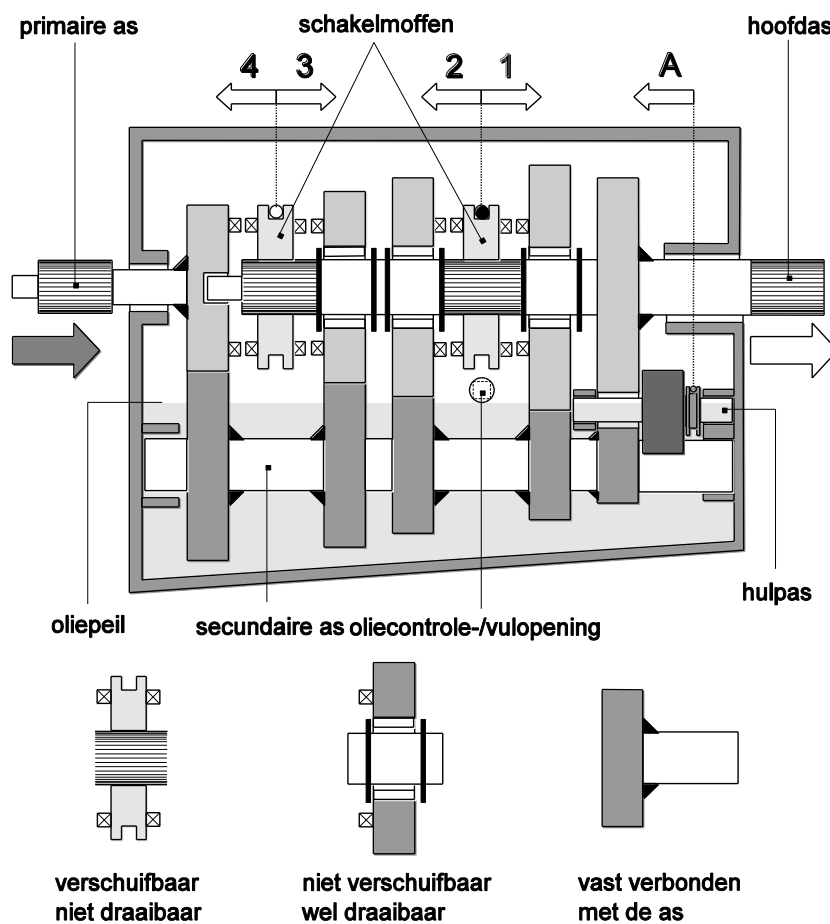 primaire as
schakelmoffen
hoofdas
4 3
2 1
A
hulpas
oliepeil
secundaire as
oliecontrole-/vulopening
verschuifbaar
niet draaibaar
niet verschuifbaar
wel draaibaar
vast verbonden
met de as